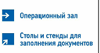 Операционный зал
Столы и стенды для
заполнения документов